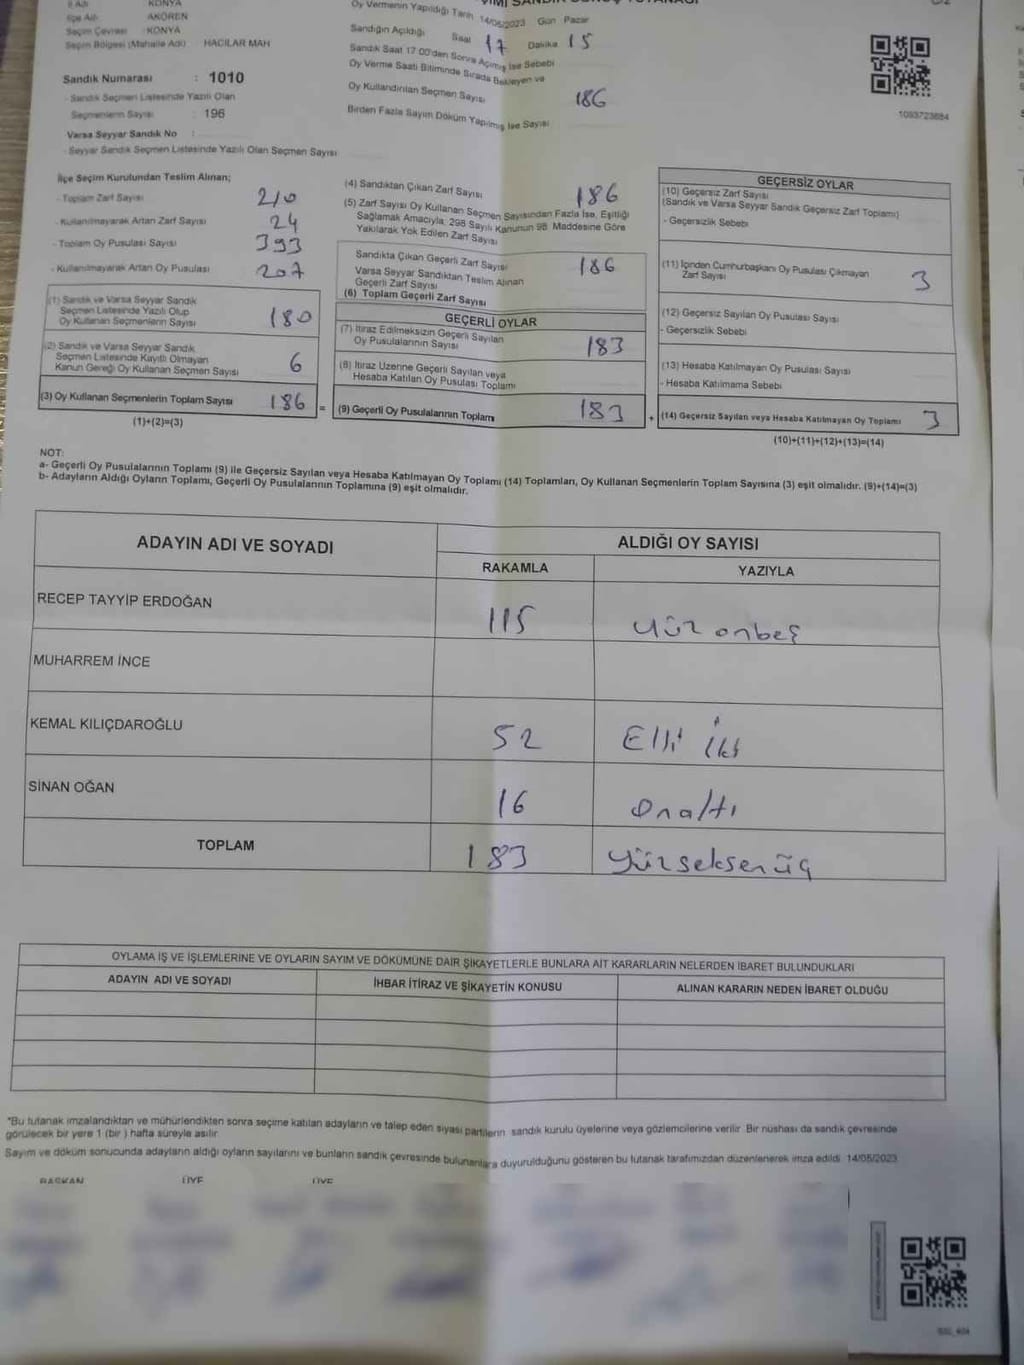 İl Adı : KONYA
İlçe Adı : AKÖREN
Seçim Çevresi : KONYA
Seçim Bölgesi (Mahalle Adı) : HACILAR MAH
Sandık Numarası : 1010
- Sandık Seçmen Listesinde Yazılı Olan
Seçmenlerin Sayısı : 196
Varsa Seyyar Sandık No :
- Seyyar Sandık Seçmen Listesinde Yazılı Olan Seçmen Sayısı
Oy Vermenin Yapıldığı Tarih 14/05/2023 Gün Pazar
Sandığın Açıldığı Saat 17 Dakika 15
Sandık Saat 17:00'den Sonra Açılmış İse Sebebi
Oy Verme Saati Bitiminde Sırada Bekleyen ve
Oy Kullandırılan Seçmen Sayısı 186
Birden Fazla Sayım Döküm Yapılmış İse Sayısı
2/2
1093723684
İlçe Seçim Kurulundan Teslim Alınan;
- Toplam Zarf Sayısı 210
- Kullanılmayarak Artan Zarf Sayısı 24
- Toplam Oy Pusulası Sayısı 393
- Kullanılmayarak Artan Oy Pusulası 207
(1) Sandık ve Varsa Seyyar Sandık
Seçmen Listesinde Yazılı Olup
Oy Kullanan Seçmenlerin Sayısı 180
(2) Sandık ve Varsa Seyyar Sandık
Seçmen Listesinde Kayıtlı Olmayan
Kanun Gereği Oy Kullanan Seçmen Sayısı 6
(3) Oy Kullanan Seçmenlerin Toplam Sayısı 186 =
(1)+(2)=(3)
(4) Sandıktan Çıkan Zarf Sayısı 186
(5) Zarf Sayısı Oy Kullanan Seçmen Sayısından Fazla İse, Eşitliği
Sağlamak Amacıyla, 298 Sayılı Kanunun 98. Maddesine Göre
Yakılarak Yok Edilen Zarf Sayısı
Sandıkta Çıkan Geçerli Zarf Sayısı 186
Varsa Seyyar Sandıktan Teslim Alınan
Geçerli Zarf Sayısı
(6) Toplam Geçerli Zarf Sayısı
GEÇERLİ OYLAR
(7) İtiraz Edilmeksizin Geçerli Sayılan
Oy Pusulalarının Sayısı 183
(8) İtiraz Üzerine Geçerli Sayılan veya
Hesaba Katılan Oy Pusulası Toplamı
(9) Geçerli Oy Pusulalarının Toplamı 183 +
GEÇERSİZ OYLAR
(10) Geçersiz Zarf Sayısı
(Sandık ve Varsa Seyyar Sandık Geçersiz Zarf Toplamı)
- Geçersizlik Sebebi
(11) İçinden Cumhurbaşkanı Oy Pusulası Çıkmayan
Zarf Sayısı 3
(12) Geçersiz Sayılan Oy Pusulası Sayısı
- Geçersizlik Sebebi
(13) Hesaba Katılmayan Oy Pusulası Sayısı
- Hesaba Katılmama Sebebi
(14) Geçersiz Sayılan veya Hesaba Katılmayan Oy Toplamı 3
(10)+(11)+(12)+(13)=(14)
NOT:
a- Geçerli Oy Pusulalarının Toplamı (9) ile Geçersiz Sayılan veya Hesaba Katılmayan Oy Toplamı (14) Toplamları, Oy Kullanan Seçmenlerin Toplam Sayısına (3) eşit olmalıdır. (9)+(14)=(3)
b- Adayların Aldığı Oyların Toplamı, Geçerli Oy Pusulalarının Toplamına (9) eşit olmalıdır.
ADAYIN ADI VE SOYADI
ALDIĞI OY SAYISI
RAKAMLA YAZIYLA
RECEP TAYYİP ERDOĞAN 115 yüz onbeş
MUHARREM İNCE
KEMAL KILIÇDAROĞLU 52 Elli İki
SİNAN OĞAN 16 Onaltı
TOPLAM 183 yüzseksenüç
OYLAMA İŞ VE İŞLEMLERİNE VE OYLARIN SAYIM VE DÖKÜMÜNE DAİR ŞİKAYETLERLE BUNLARA AİT KARARLARIN NELERDEN İBARET BULUNDUKLARI
ADAYIN ADI VE SOYADI İHBAR İTİRAZ VE ŞİKAYETİN KONUSU ALINAN KARARIN NEDEN İBARET OLDUĞU
*Bu tutanak imzalandıktan ve mühürlendikten sonra seçime katılan adayların ve talep eden siyasi partilerin sandık kurulu üyelerine veya gözlemcilerine verilir. Bir nüshası da sandık çevresinde
görülecek bir yere 1 (bir ) hafta süreyle asılır.
Sayım ve döküm sonucunda adayların aldığı oyların sayılarını ve bunların sandık çevresinde bulunanlara duyurulduğunu gösteren bu tutanak tarafımızdan düzenlenerek imza edildi. 14/05/2023
BAŞKAN ÜYE ÜYE